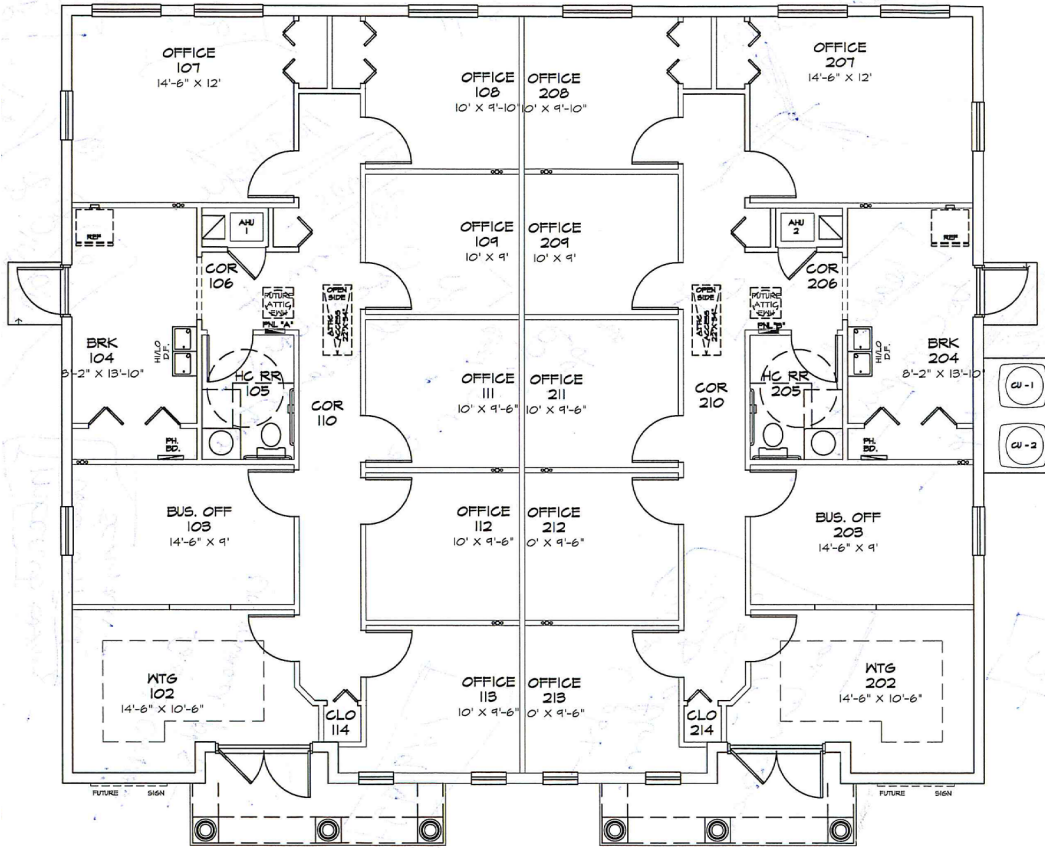 OFFICE
107
14'-6" X 12'
OFFICE
108
10' X 9'-10"
OFFICE
208
10' X 9'-10"
OFFICE
207
14'-6" X 12'
REF
AHU
1
COR
106
FUTURE
ATTIC
PNL "A"
OPEN
SIDE
ATTIC
ACCESS
22"X54"
OFFICE
109
10' X 9'
OFFICE
209
10' X 9'
OPEN
SIDE
ATTIC
ACCESS
22"X54"
AHU
2
COR
206
FUTURE
ATTIC
PNL "B"
REF
BRK
104
8'-2" X 13'-10"
HI/LO
D.F.
HC RR
105
COR
110
OFFICE
111
10' X 9'-6"
OFFICE
211
10' X 9'-6"
COR
210
HC RR
205
HI/LO
D.F.
BRK
204
8'-2" X 13'-10"
CU - 1
CU - 2
PH.
BD.
PH.
BD.
BUS. OFF
103
14'-6" X 9'
OFFICE
112
10' X 9'-6"
OFFICE
212
0' X 9'-6"
BUS. OFF
203
14'-6" X 9'
WTG
102
14'-6" X 10'-6"
CLO
114
OFFICE
113
10' X 9'-6"
OFFICE
213
0' X 9'-6"
CLO
214
WTG
202
14'-6" X 10'-6"
FUTURE SIGN
FUTURE SIGN